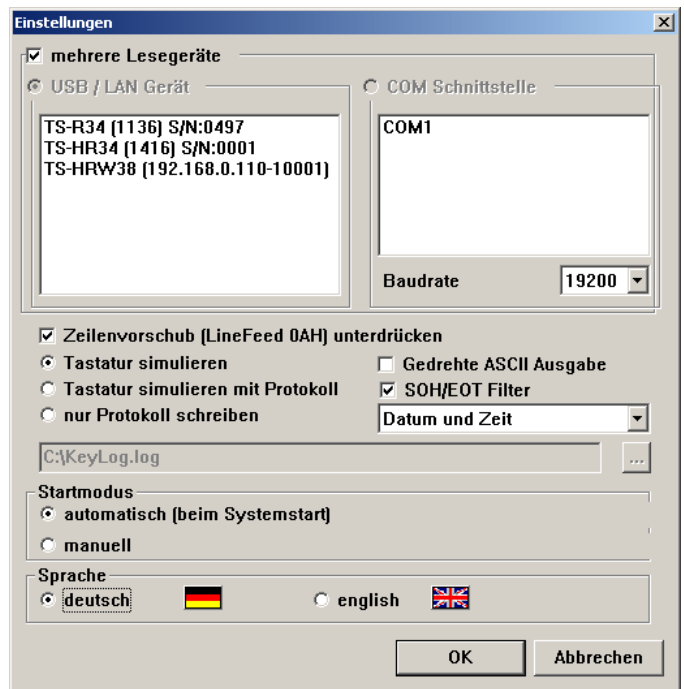 Einstellungen
mehrere Lesegeräte
USB / LAN Gerät
COM Schnittstelle
TS-R34 (1136) S/N:0497
TS-HR34 (1416) S/N:0001
TS-HRW38 (192.168.0.110-10001)
COM1
Baudrate
19200
Zeilenvorschub (LineFeed 0AH) unterdrücken
Tastatur simulieren
Gedrehte ASCII Ausgabe
Tastatur simulieren mit Protokoll
SOH/EOT Filter
nur Protokoll schreiben
Datum und Zeit
C:\KeyLog.log
...
Startmodus
automatisch (beim Systemstart)
manuell
Sprache
deutsch
english
OK
Abbrechen